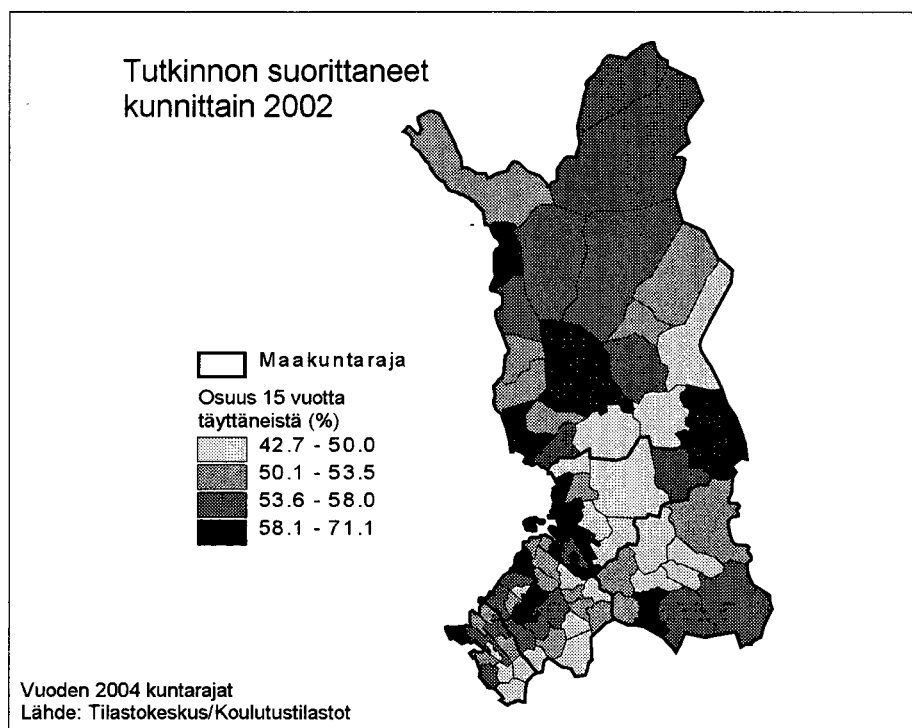 Tutkinnon suorittaneet
kunnittain 2002
Maakuntaraja
Osuus 15 vuotta
täyttäneistä (%)
42.7 - 50.0
50.1 - 53.5
53.6 - 58.0
58.1 - 71.1
Vuoden 2004 kuntarajat
Lähde: Tilastokeskus/Koulutustilastot